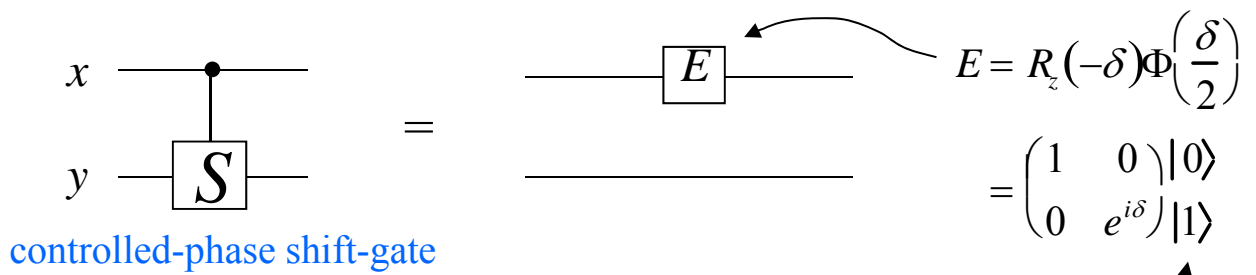 x
y
S
controlled-phase shift-gate
=
E
E = R_z(−δ)Φ(δ/2)
= (1 0) |0⟩
(0 e^{iδ}) |1⟩